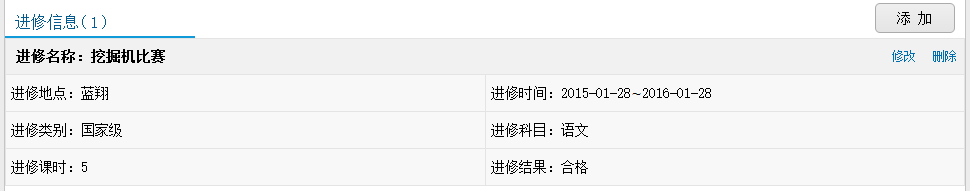 进修信息(1)
添 加
进修名称：挖掘机比赛
修改 删除
进修地点：蓝翔
进修时间：2015-01-28~2016-01-28
进修类别：国家级
进修科目：语文
进修课时：5
进修结果：合格